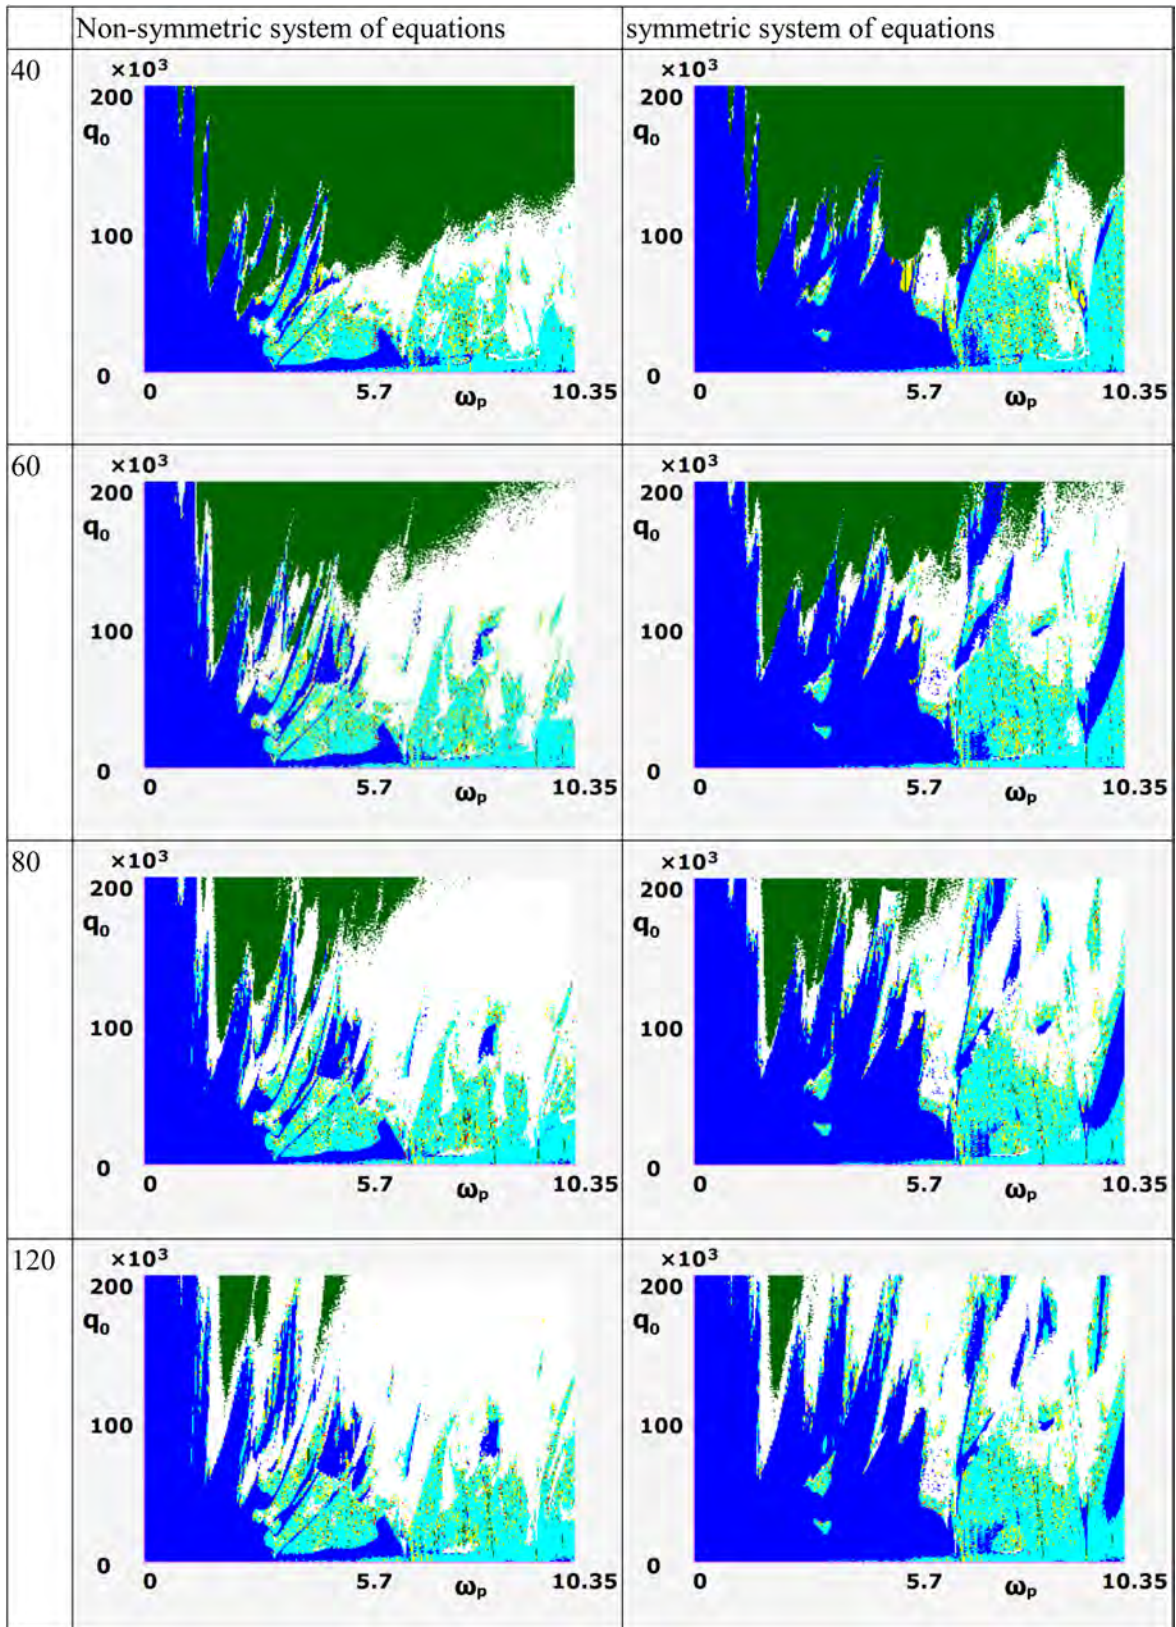 Non-symmetric system of equations symmetric system of equations
40
×10³ ×10³
200 200
q₀ q₀
100 100
0 0
0 5.7 ωₚ 10.35 0 5.7 ωₚ 10.35
60
×10³ ×10³
200 200
q₀ q₀
100 100
0 0
0 5.7 ωₚ 10.35 0 5.7 ωₚ 10.35
80
×10³ ×10³
200 200
q₀ q₀
100 100
0 0
0 5.7 ωₚ 10.35 0 5.7 ωₚ 10.35
120
×10³ ×10³
200 200
q₀ q₀
100 100
0 0
0 5.7 ωₚ 10.35 0 5.7 ωₚ 10.35